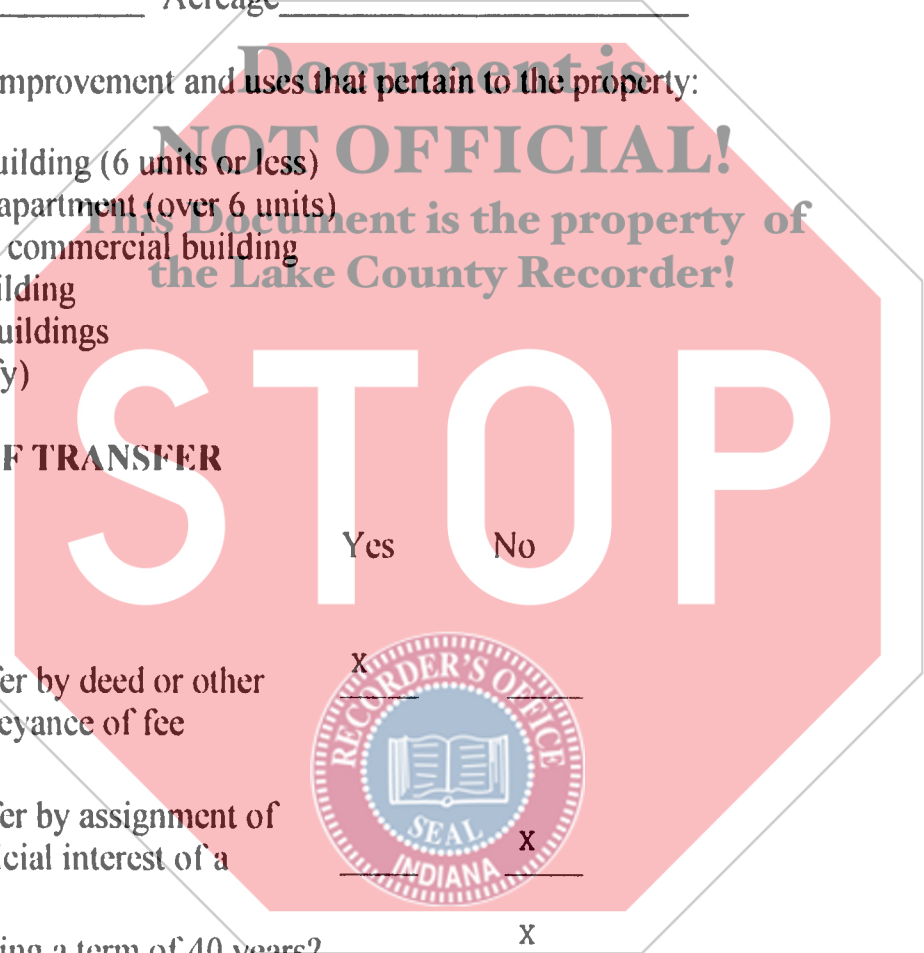 Acreage
mprovement and uses that pertain to the property:
Document is
NOT OFFICIAL!
uilding (6 units or less)
apartment (over 6 units)
This Document is the property of
commercial building
the Lake County Recorder!
ilding
uildings
fy)
STOP
F TRANSFER
Yes No
X
er by deed or other
eyance of fee
RECORDER'S OFFICE
SEAL
INDIANA
fer by assignment of
X
icial interest of a
X
ing a term of 40 years?